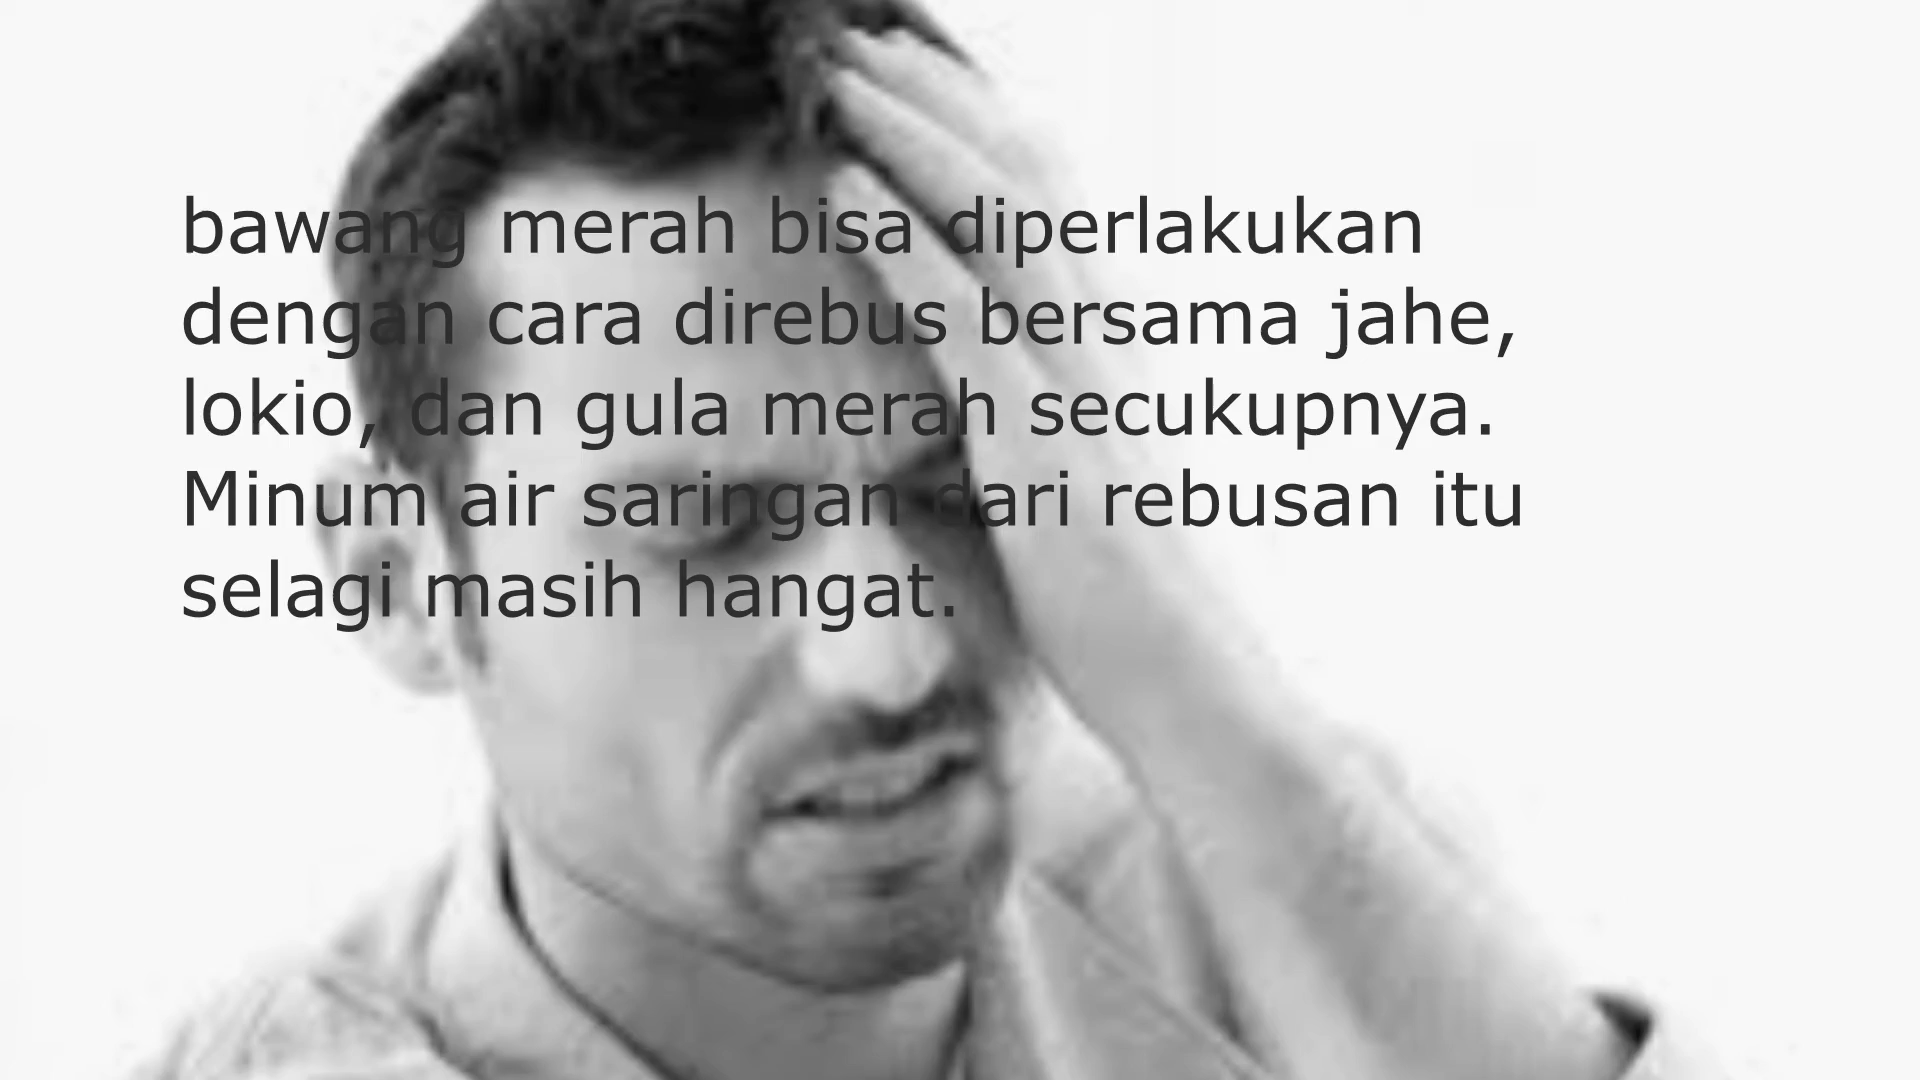 bawang merah bisa diperlakukan
dengan cara direbus bersama jahe,
lokio, dan gula merah secukupnya.
Minum air saringan dari rebusan itu
selagi masih hangat.